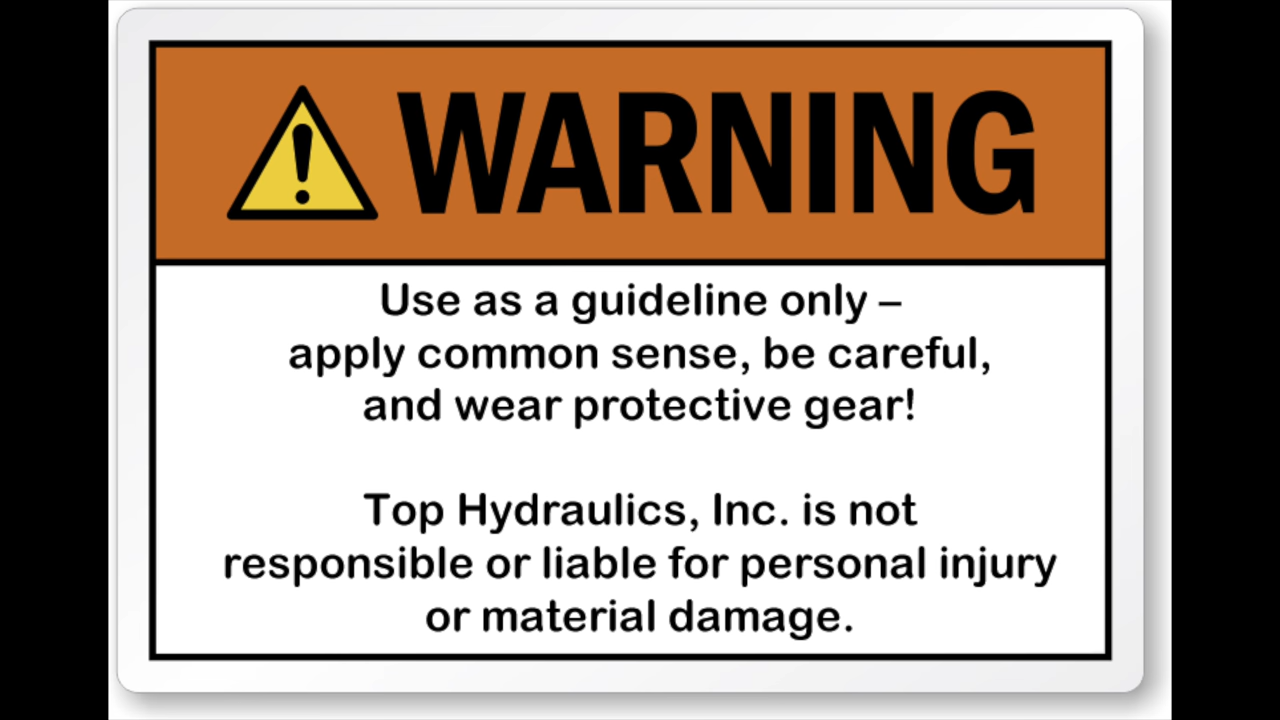 WARNING
Use as a guideline only –
apply common sense, be careful,
and wear protective gear!
Top Hydraulics, Inc. is not
responsible or liable for personal injury
or material damage.